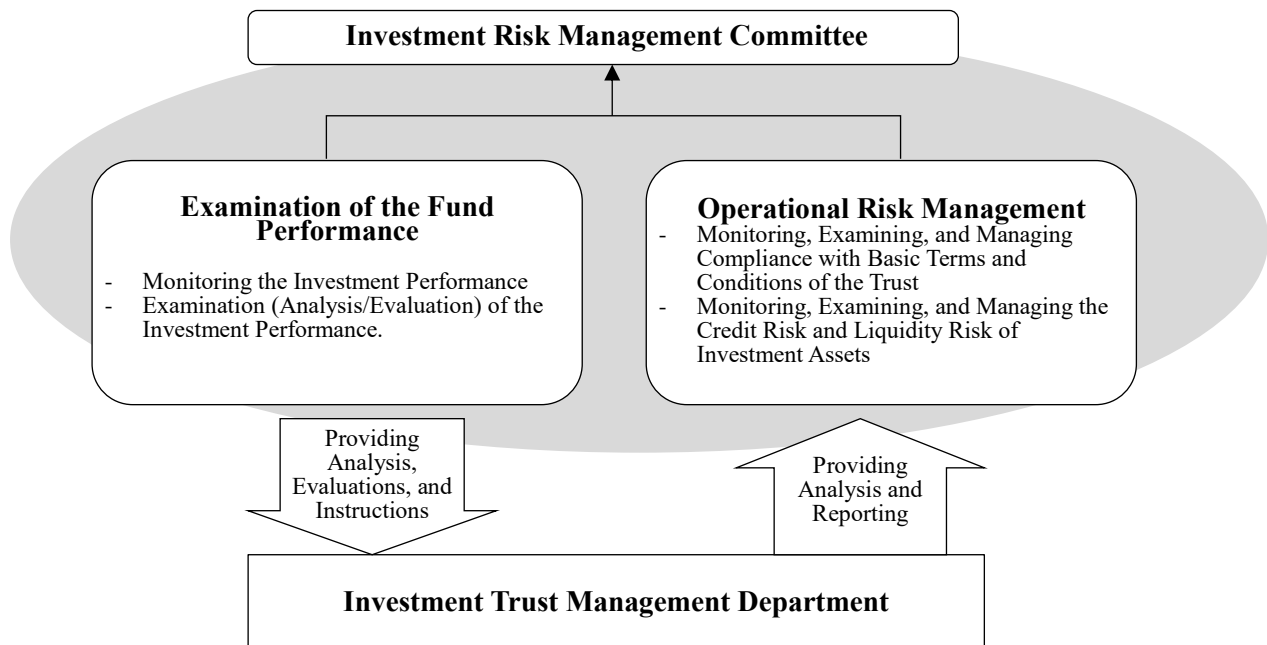 Investment Risk Management Committee
Examination of the Fund
Performance
- Monitoring the Investment Performance
- Examination (Analysis/Evaluation) of the
Investment Performance.
Operational Risk Management
- Monitoring, Examining, and Managing
Compliance with Basic Terms and
Conditions of the Trust
- Monitoring, Examining, and Managing the
Credit Risk and Liquidity Risk of
Investment Assets
Providing
Analysis,
Evaluations, and
Instructions
Providing
Analysis and
Reporting
Investment Trust Management Department